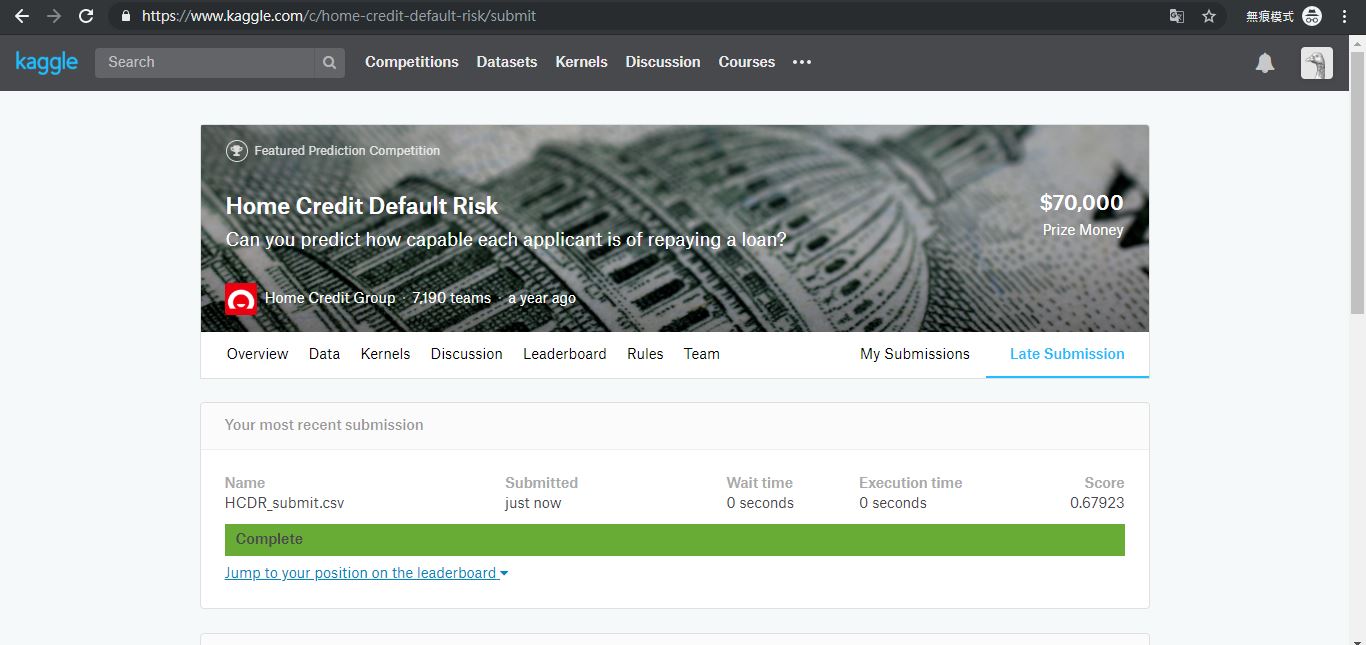 https://www.kaggle.com/c/home-credit-default-risk/submit 無痕模式
kaggle Search Competitions Datasets Kernels Discussion Courses
Featured Prediction Competition
Home Credit Default Risk
$70,000
Can you predict how capable each applicant is of repaying a loan?
Prize Money
Home Credit Group · 7,190 teams · a year ago
Overview Data Kernels Discussion Leaderboard Rules Team My Submissions Late Submission
Your most recent submission
Name Submitted Wait time Execution time Score
HCDR_submit.csv just now 0 seconds 0 seconds 0.67923
Complete
Jump to your position on the leaderboard